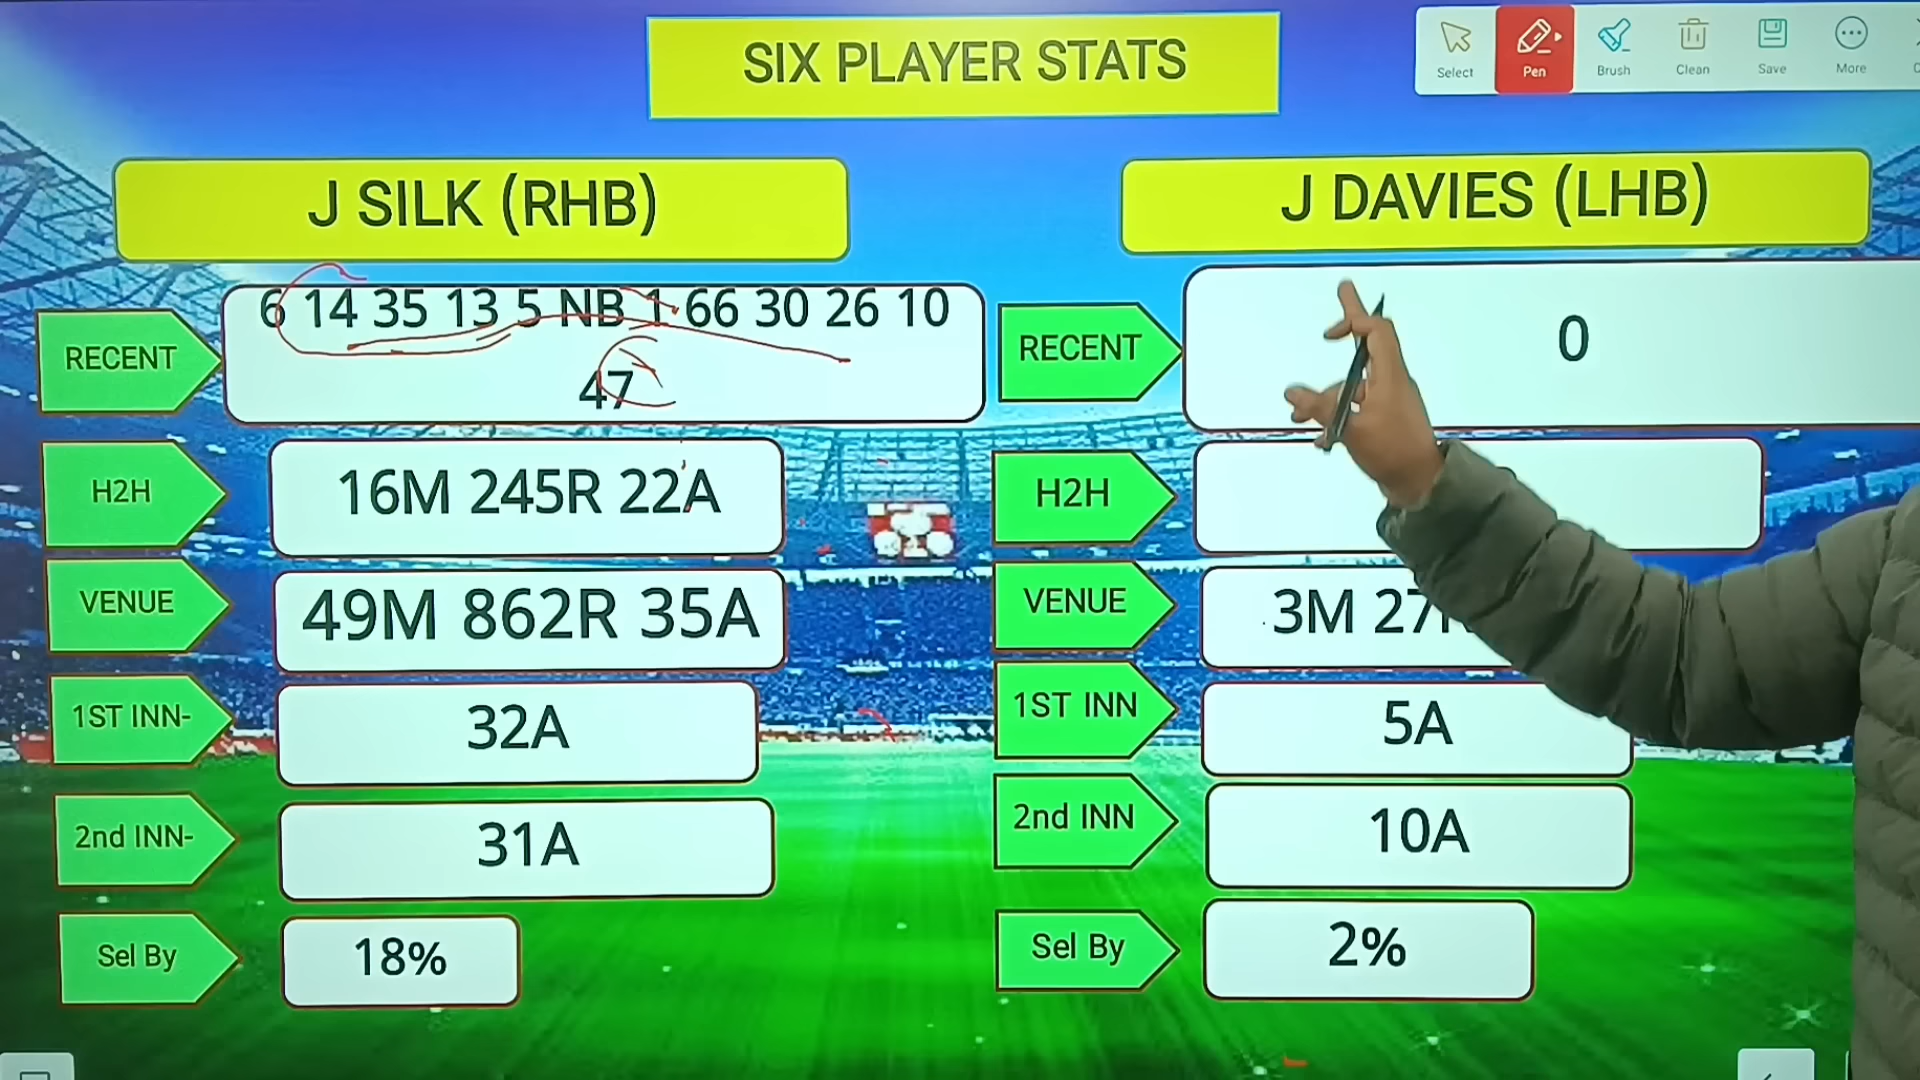 SIX PLAYER STATS
Select
Pen
Brush
Clean
Save
More
J SILK (RHB)
RECENT
6 14 35 13 5 NB 1 66 30 26 10
47
H2H
16M 245R 22A
VENUE
49M 862R 35A
1ST INN-
32A
2nd INN-
31A
Sel By
18%
J DAVIES (LHB)
RECENT
0
H2H
VENUE
3M
1ST INN
5A
2nd INN
10A
Sel By
2%